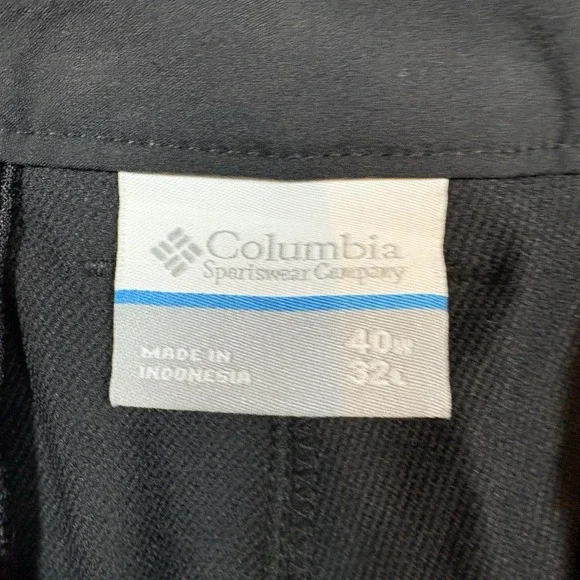 Columbia
Sportswear Company
MADE IN
INDONESIA
40W
32L